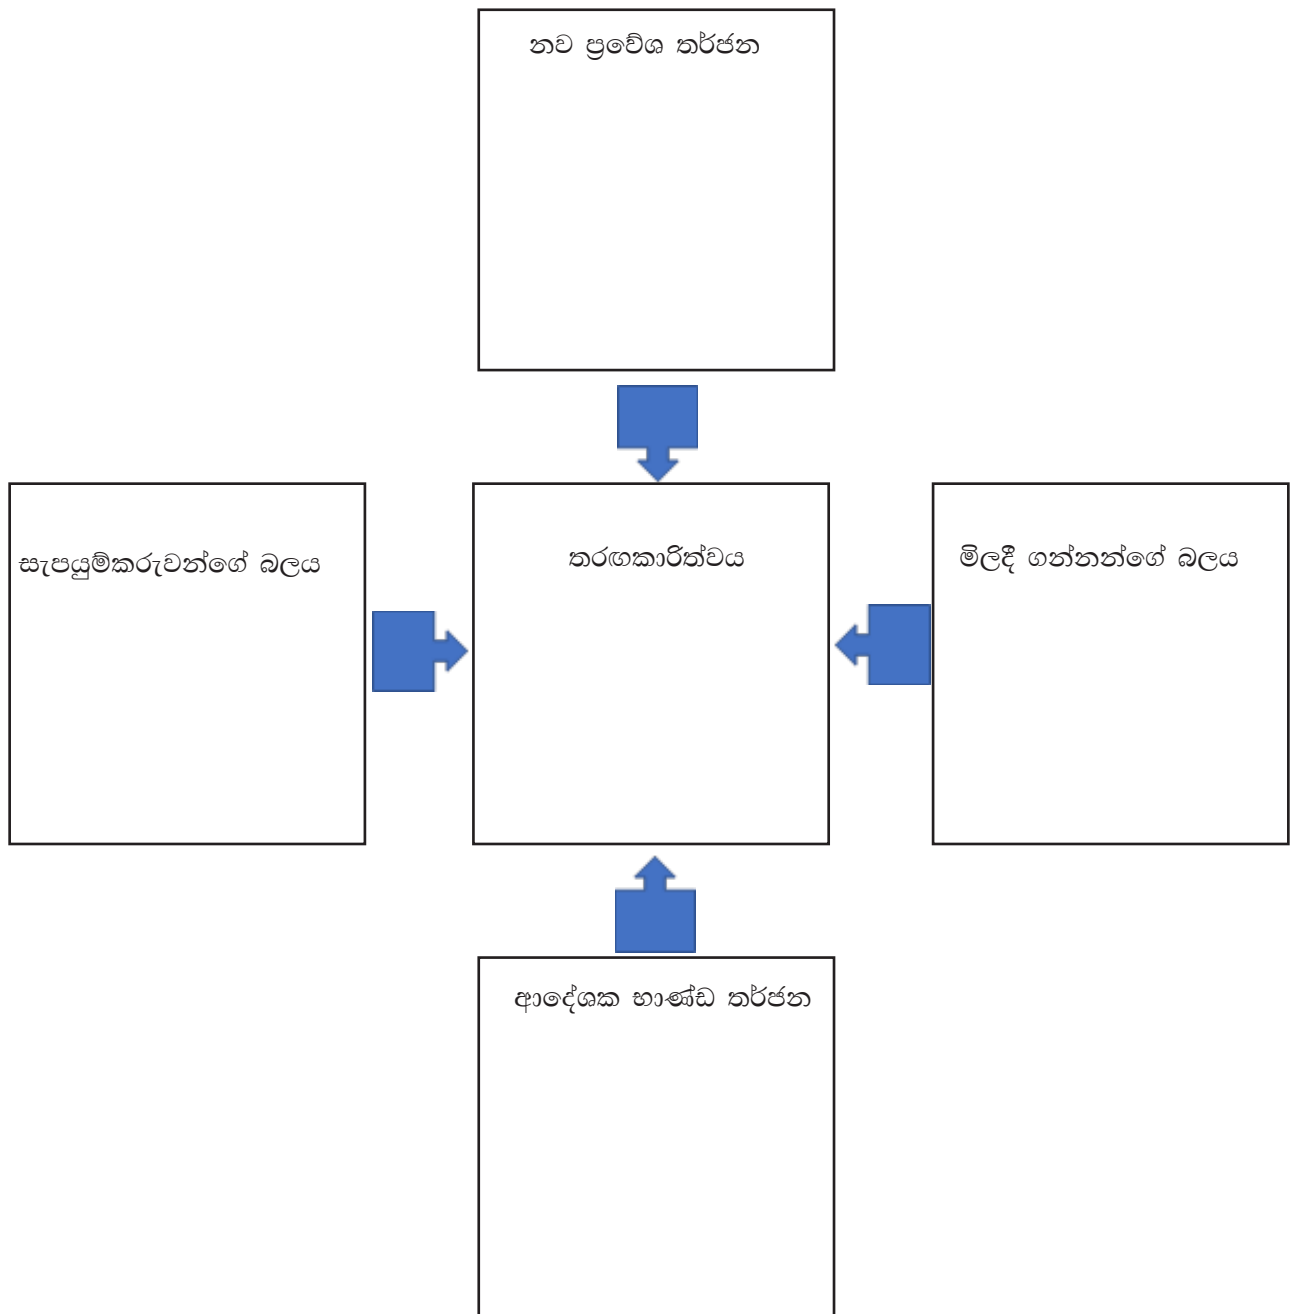 නව ප්‍රවේශ තර්ජන
සැපයුම්කරුවන්ගේ බලය
තරඟකාරිත්වය
මිලදී ගන්නන්ගේ බලය
ආදේශක භාණ්ඩ තර්ජන